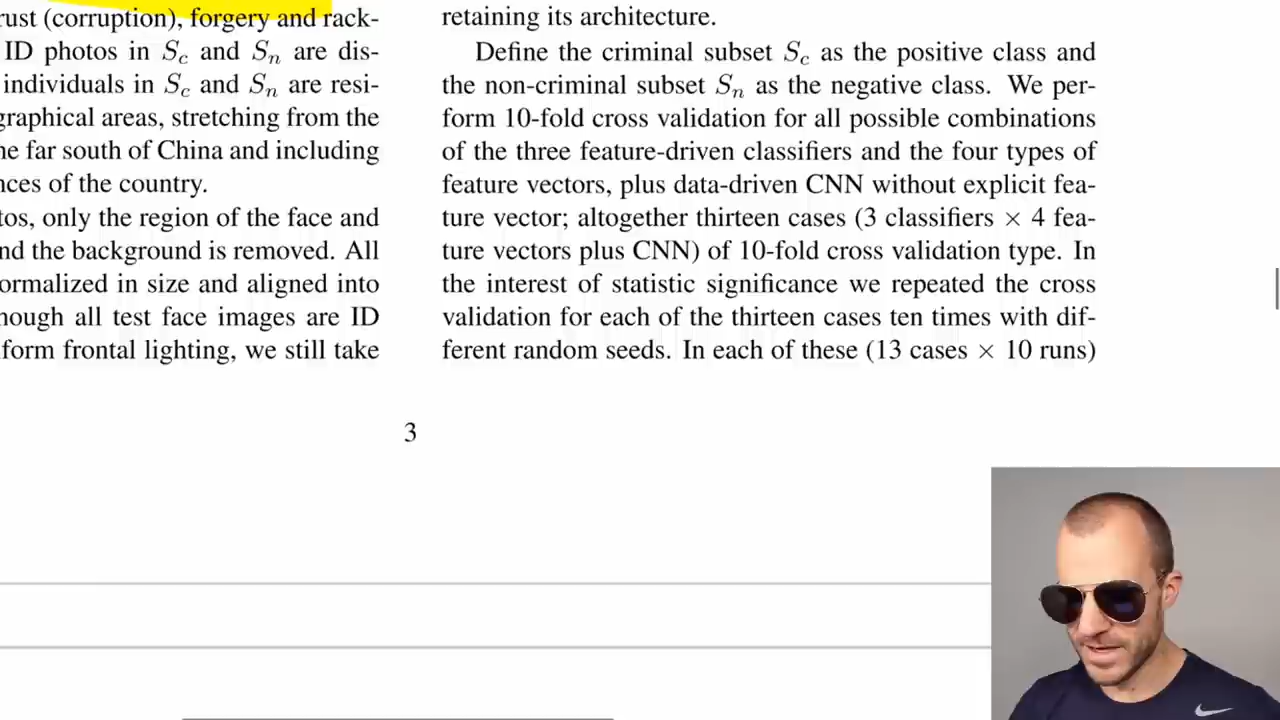 rust (corruption), forgery and rack-
ID photos in Sc and Sn are dis-
individuals in Sc and Sn are resi-
graphical areas, stretching from the
he far south of China and including
nces of the country.
tos, only the region of the face and
nd the background is removed. All
ormalized in size and aligned into
hough all test face images are ID
iform frontal lighting, we still take
retaining its architecture.
Define the criminal subset Sc as the positive class and
the non-criminal subset Sn as the negative class. We per-
form 10-fold cross validation for all possible combinations
of the three feature-driven classifiers and the four types of
feature vectors, plus data-driven CNN without explicit fea-
ture vector; altogether thirteen cases (3 classifiers × 4 fea-
ture vectors plus CNN) of 10-fold cross validation type. In
the interest of statistic significance we repeated the cross
validation for each of the thirteen cases ten times with dif-
ferent random seeds. In each of these (13 cases × 10 runs)
3